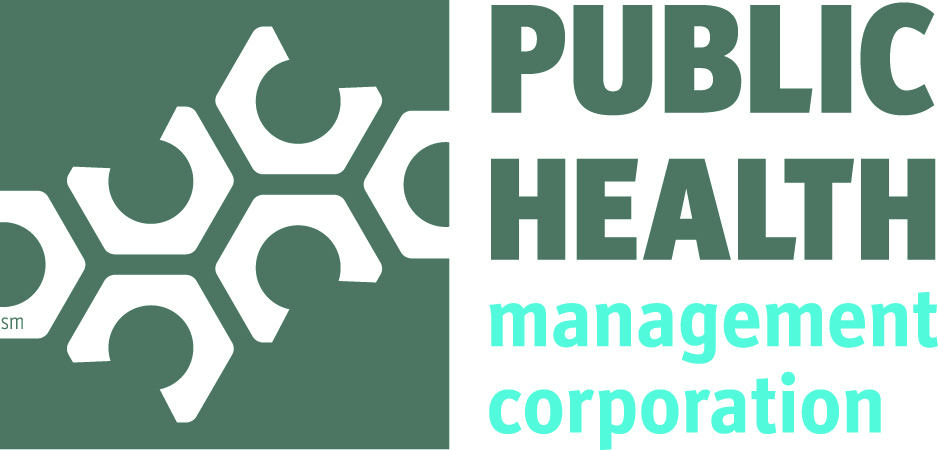 PUBLIC
HEALTH
management
corporation
sm